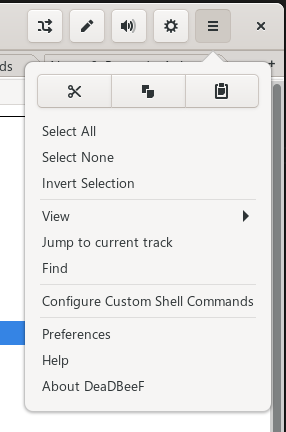 ds
Select All
Select None
Invert Selection
View
Jump to current track
Find
Configure Custom Shell Commands
Preferences
Help
About DeaDBeeF